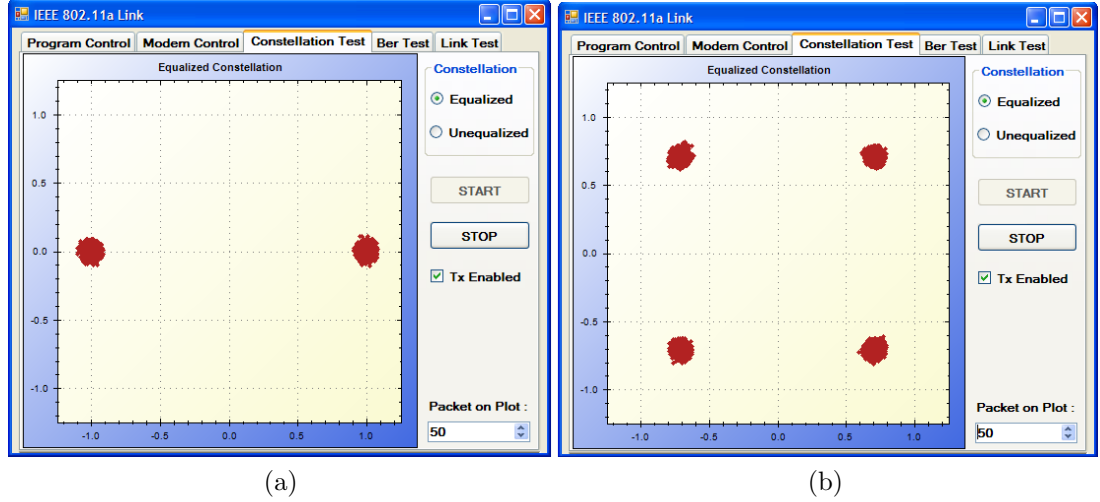 IEEE 802.11a Link
Program Control Modem Control Constellation Test Ber Test Link Test
Equalized Constellation
1.0
0.5
0.0
-0.5
-1.0
-1.0 -0.5 0.0 0.5 1.0
Constellation
Equalized
Unequalized
START
STOP
Tx Enabled
Packet on Plot :
50
(a)
IEEE 802.11a Link
Program Control Modem Control Constellation Test Ber Test Link Test
Equalized Constellation
1.0
0.5
0.0
-0.5
-1.0
-1.0 -0.5 0.0 0.5 1.0
Constellation
Equalized
Unequalized
START
STOP
Tx Enabled
Packet on Plot :
50
(b)